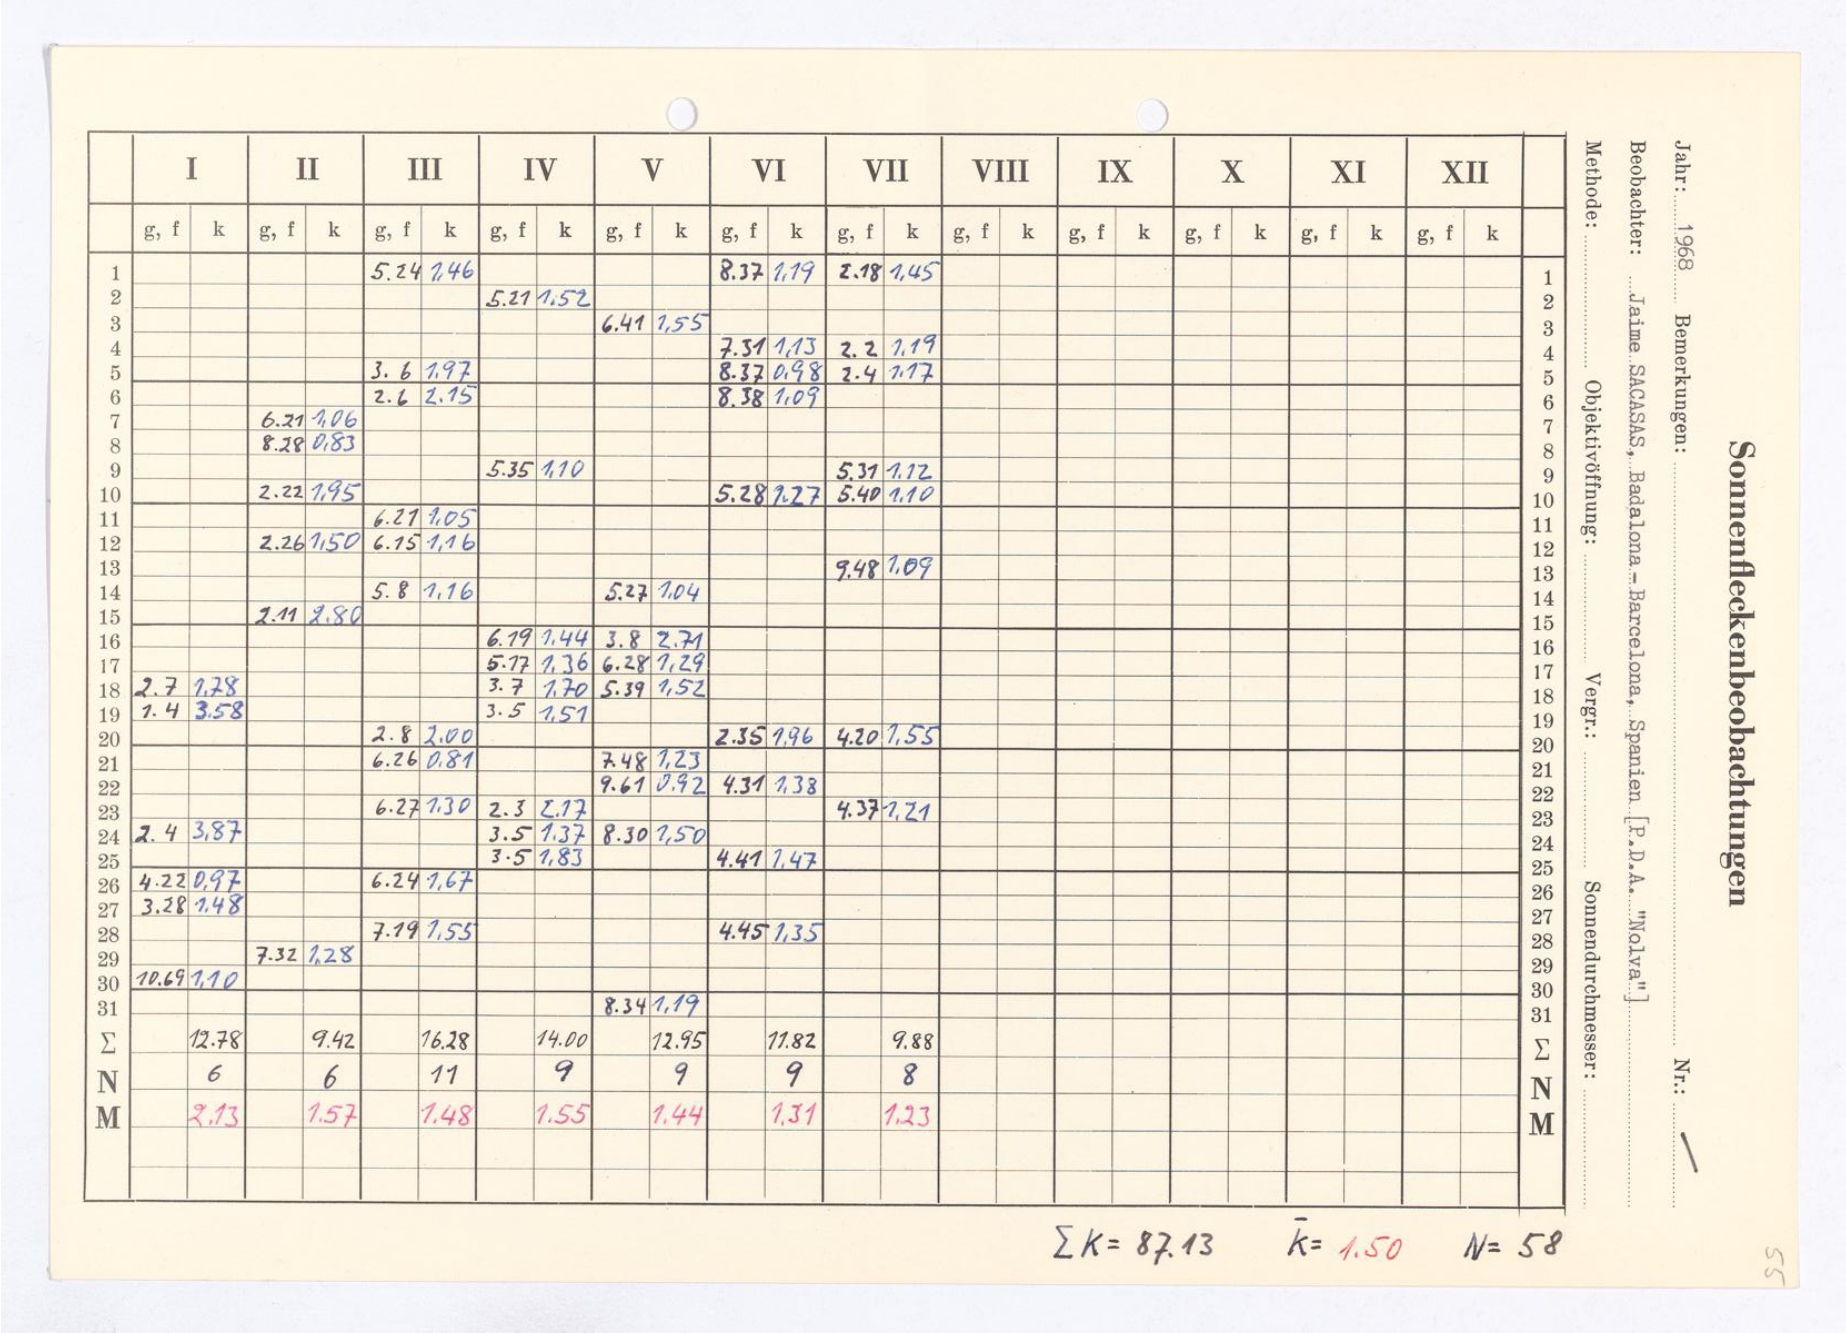 I II III IV V VI VII VIII IX X XI XII
g, f k g, f k g, f k g, f k g, f k g, f k g, f k g, f k g, f k g, f k g, f k g, f k
1 5.24 1,46 8.37 1,19 2.18 1,45 1
2 5.21 1,52 2
3 6.41 1,55 3
4 7.31 1,13 2.2 1,19 4
5 3.6 1,97 8.37 0,98 2.4 1.17 5
6 2.6 2.15 8.38 1,09 6
7 6.21 1,06 7
8 8.28 0,83 8
9 5.35 1,10 5.31 1.12 9
10 2.22 1,95 5.28 1.27 5.40 1.10 10
11 6.21 1,05 11
12 2.26 1,50 6.15 1,16 12
13 9.48 1,09 13
14 5.8 1,16 5.27 1,04 14
15 2.11 2.80 15
16 6.19 1.44 3.8 2.71 16
17 5.17 1,36 6.28 1,29 17
18 2.7 1,78 3.7 1,70 5.39 1,52 18
19 1.4 3.58 3.5 1,51 19
20 2.8 2.00 2.35 1,96 4.20 1,55 20
21 6.26 0,81 7.48 1,23 21
22 9.61 0.92 4.31 1,38 22
23 6.27 1.30 2.3 2.17 4.37 1,21 23
24 2.4 3,87 3.5 1.37 8.30 1,50 24
25 3.5 1,83 4.41 1,47 25
26 4.22 0,97 6.24 1,67 26
27 3.28 1.48 27
28 7.19 1,55 4.45 1,35 28
29 7.32 1,28 29
30 10.69 1,10 30
31 8.34 1,19 31
Σ 12.78 9.42 16.28 14.00 12.95 11.82 9.88 Σ
N 6 6 11 9 9 9 8 N
M 2.13 1.57 1.48 1.55 1.44 1.31 1.23 M
ΣK = 87.13 k̄ = 1.50 N = 58
Sonnenfleckenbeobachtungen
Jahr: 1968 Bemerkungen: Nr.: /
Beobachter: Jaime SACASAS, Badalona - Barcelona, Spanien [P.D.A. "Nolva"]
Methode: Objektivöffnung: Vergr.: Sonnendurchmesser:
55